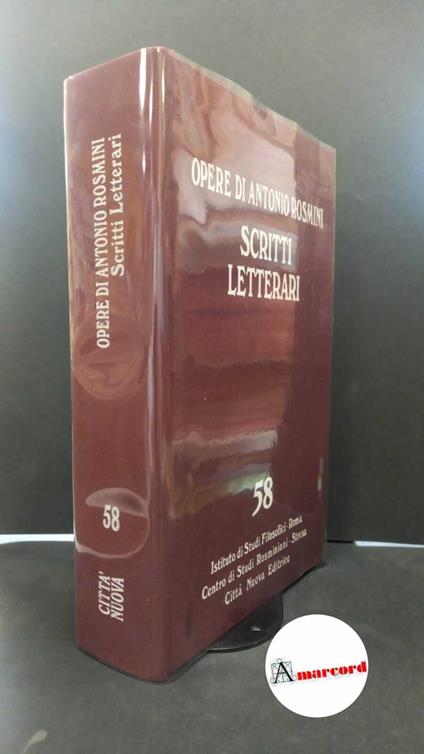 OPERE DI ANTONIO ROSMINI
Scritti Letterari
58
CITTA'
NUOVA
OPERE DI ANTONIO ROSMINI
SCRITTI
LETTERARI
58
Istituto di Studi Filosofici - Roma
Centro di Studi Rosminiani - Stresa
Città Nuova Editrice
Amarcord